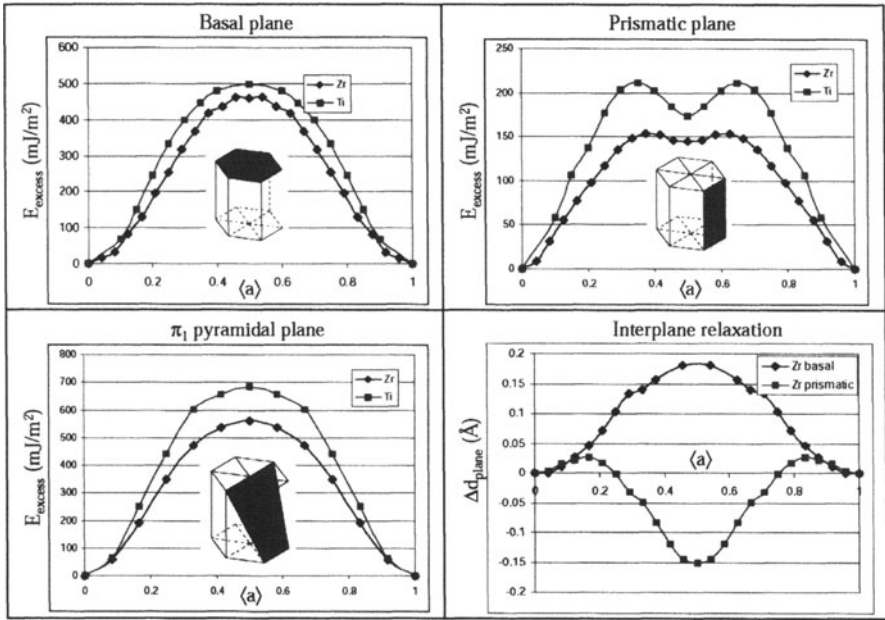 Basal plane
E_excess (mJ/m²)
600
500
400
300
200
100
0
Zr
Ti
0
0.2
0.4
0.6
0.8
1
⟨a⟩
Prismatic plane
E_excess (mJ/m²)
250
200
150
100
50
0
Zr
Ti
0
0.2
0.4
0.6
0.8
1
⟨a⟩
π₁ pyramidal plane
E_excess (mJ/m²)
800
700
600
500
400
300
200
100
0
Zr
Ti
0
0.2
0.4
0.6
0.8
1
⟨a⟩
Interplane relaxation
Δd_plane (Å)
0.2
0.15
0.1
0.05
0
-0.05
-0.1
-0.15
-0.2
Zr basal
Zr prismatic
⟨a⟩
0
0.2
0.4
0.6
0.8
1